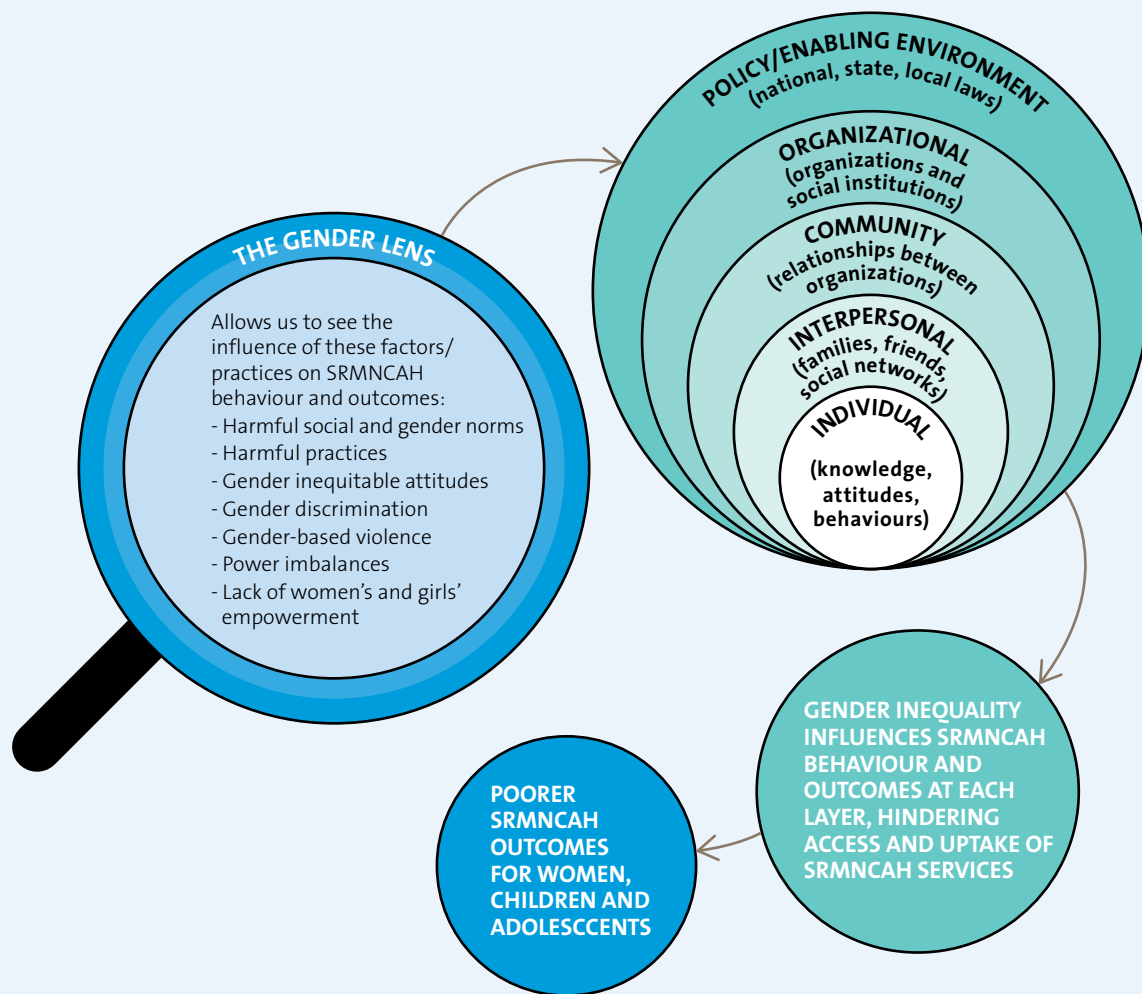 THE GENDER LENS
Allows us to see the
influence of these factors/
practices on SRMNCAH
behaviour and outcomes:
- Harmful social and gender norms
- Harmful practices
- Gender inequitable attitudes
- Gender discrimination
- Gender-based violence
- Power imbalances
- Lack of women’s and girls’
empowerment
POLICY/ENABLING ENVIRONMENT
(national, state, local laws)
ORGANIZATIONAL
(organizations and
social institutions)
COMMUNITY
(relationships between
organizations)
INTERPERSONAL
(families, friends,
social networks)
INDIVIDUAL
(knowledge,
attitudes,
behaviours)
GENDER INEQUALITY
INFLUENCES SRMNCAH
BEHAVIOUR AND
OUTCOMES AT EACH
LAYER, HINDERING
ACCESS AND UPTAKE OF
SRMNCAH SERVICES
POORER
SRMNCAH
OUTCOMES
FOR WOMEN,
CHILDREN AND
ADOLESCCENTS